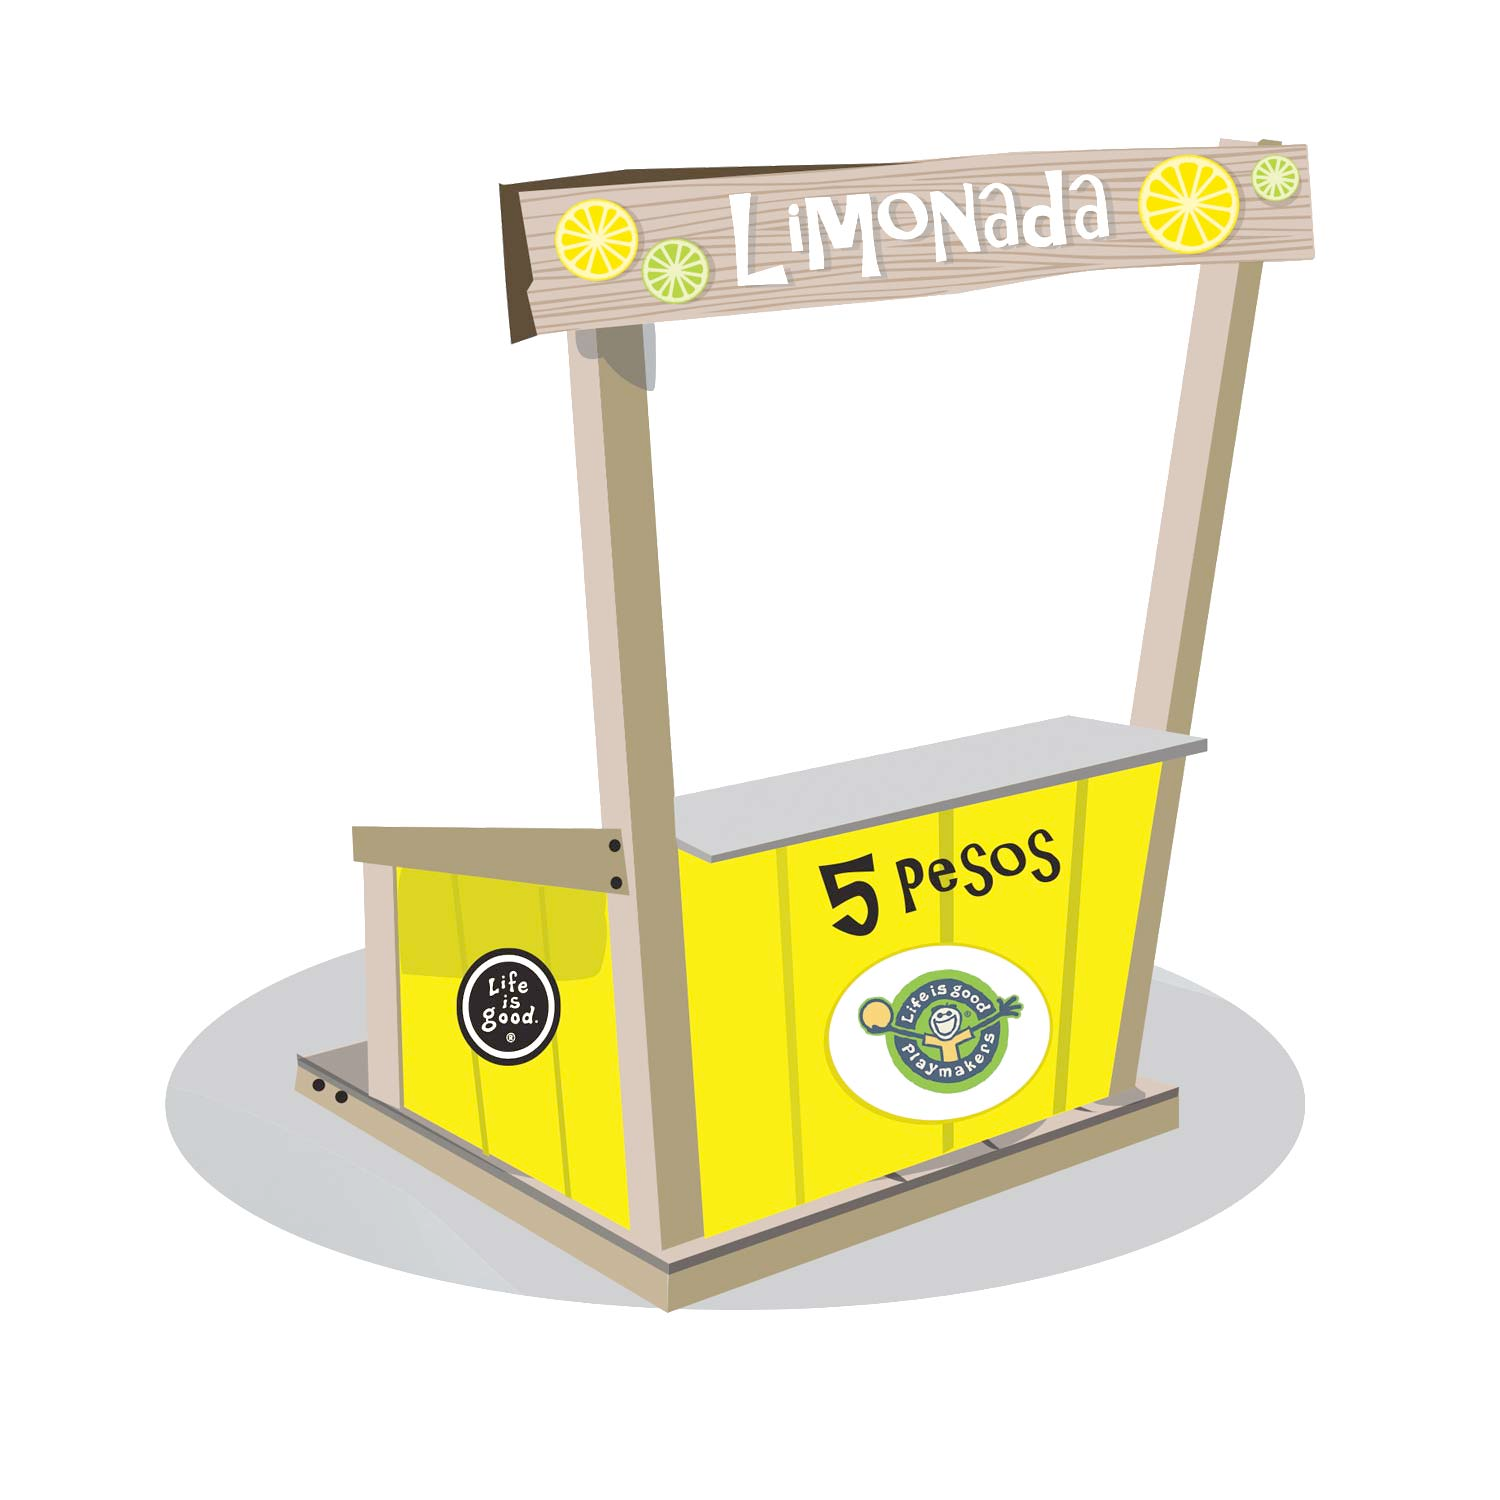 LiMONada
5 PeSOS
Life
is
good.
®
Life is good
®
Playmakers